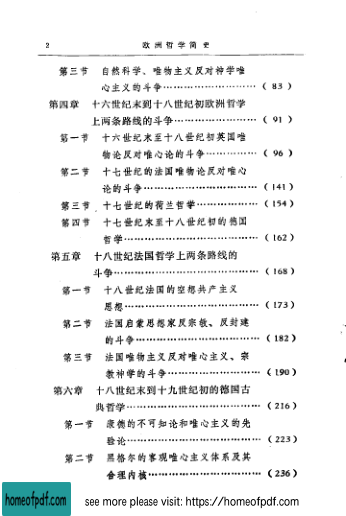 2 欧洲哲学简史
第三节 自然科学、唯物主义反对神学唯
心主义的斗争………………………（83）
第四章 十六世纪末到十八世纪初欧洲哲学
上两条路线的斗争……………………（91）
第一节 十六世纪末至十八世纪初英国唯
物论反对唯心论的斗争……………（96）
第二节 十七世纪的法国唯物论反对唯心
论的斗争……………………………（141）
第三节 十七世纪的荷兰哲学………………（154）
第四节 十七世纪末至十八世纪初的德国
哲学…………………………………（162）
第五章 十八世纪法国哲学上两条路线的
斗争……………………………………（168）
第一节 十八世纪法国的空想共产主义
思想…………………………………（173）
第二节 法国启蒙思想家反宗教、反封建
的斗争………………………………（182）
第三节 法国唯物主义反对唯心主义、宗
教神学的斗争………………………（190）
第六章 十八世纪末到十九世纪初的德国古
典哲学…………………………………（216）
第一节 康德的不可知论和唯心主义的先
验论…………………………………（223）
第二节 黑格尔的客观唯心主义体系及其
合理内核……………………………（236）
homeofpdf.com see more please visit: https://homeofpdf.com